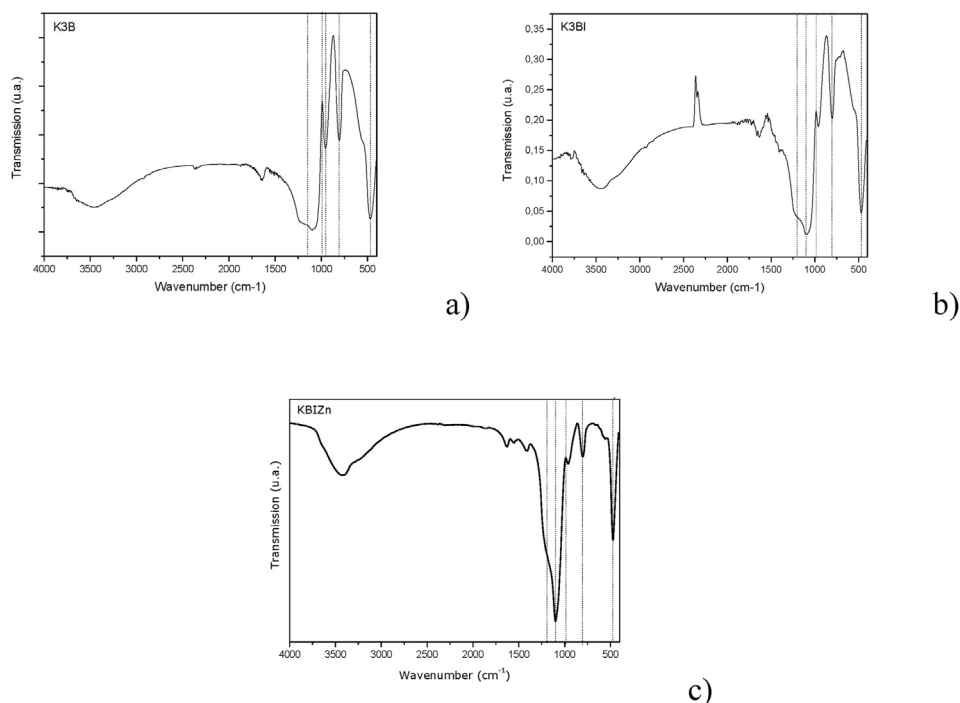 K3B
Transmission (u.a.)
4000 3500 3000 2500 2000 1500 1000 500
Wavenumber (cm-1)
a)
K3BI
0,35
0,30
0,25
0,20
0,15
0,10
0,05
0,00
Transmission (u.a.)
4000 3500 3000 2500 2000 1500 1000 500
Wavenumber (cm-1)
b)
KBIZn
Transmission (u.a.)
4000 3500 3000 2500 2000 1500 1000 500
Wavenumber (cm⁻¹)
c)